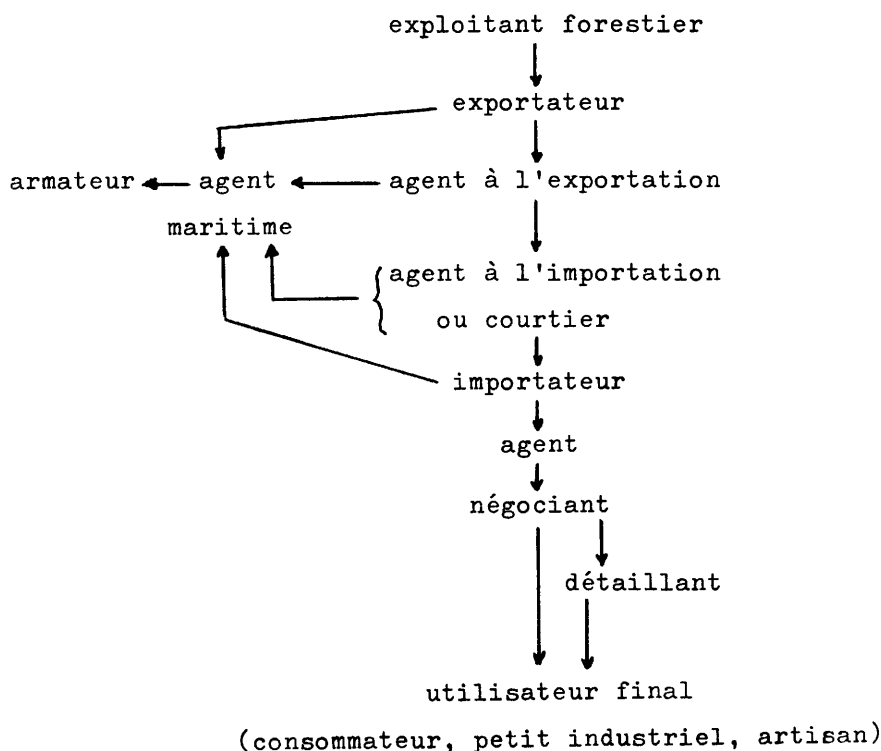 exploitant forestier
exportateur
armateur
agent
maritime
agent à l'exportation
agent à l'importation
ou courtier
importateur
agent
négociant
détaillant
utilisateur final
(consommateur, petit industriel, artisan)